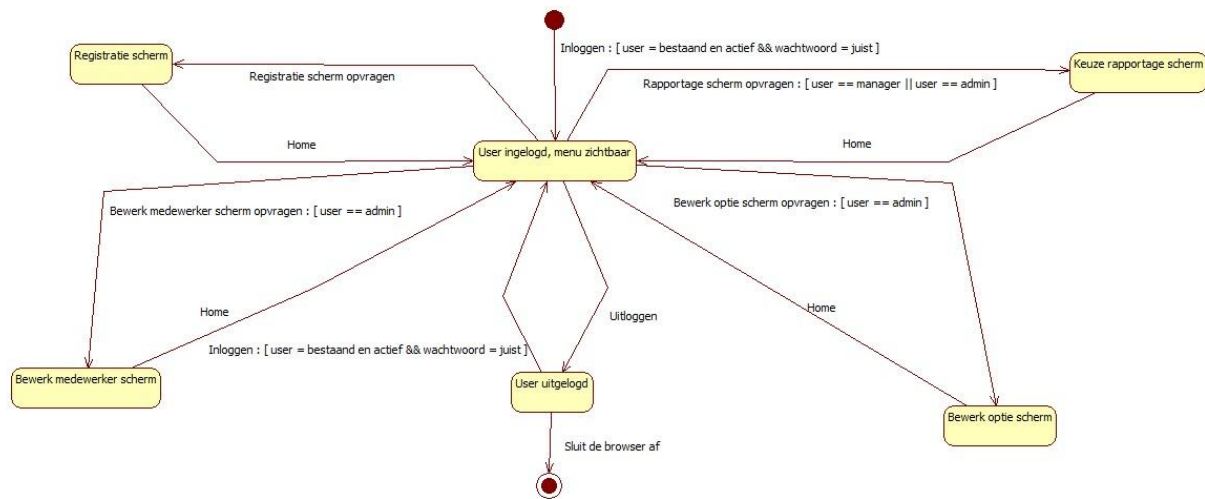 Inloggen : [ user = bestaand en actief && wachtwoord = juist ]
Registratie scherm
Keuze rapportage scherm
Registratie scherm opvragen
Rapportage scherm opvragen : [ user == manager || user == admin ]
Home
Home
User ingelogd, menu zichtbaar
Bewerk medewerker scherm opvragen : [ user == admin ]
Bewerk optie scherm opvragen : [ user == admin ]
Home
Home
Uitloggen
Inloggen : [ user = bestaand en actief && wachtwoord = juist ]
Bewerk medewerker scherm
User uitgelogd
Bewerk optie scherm
Sluit de browser af